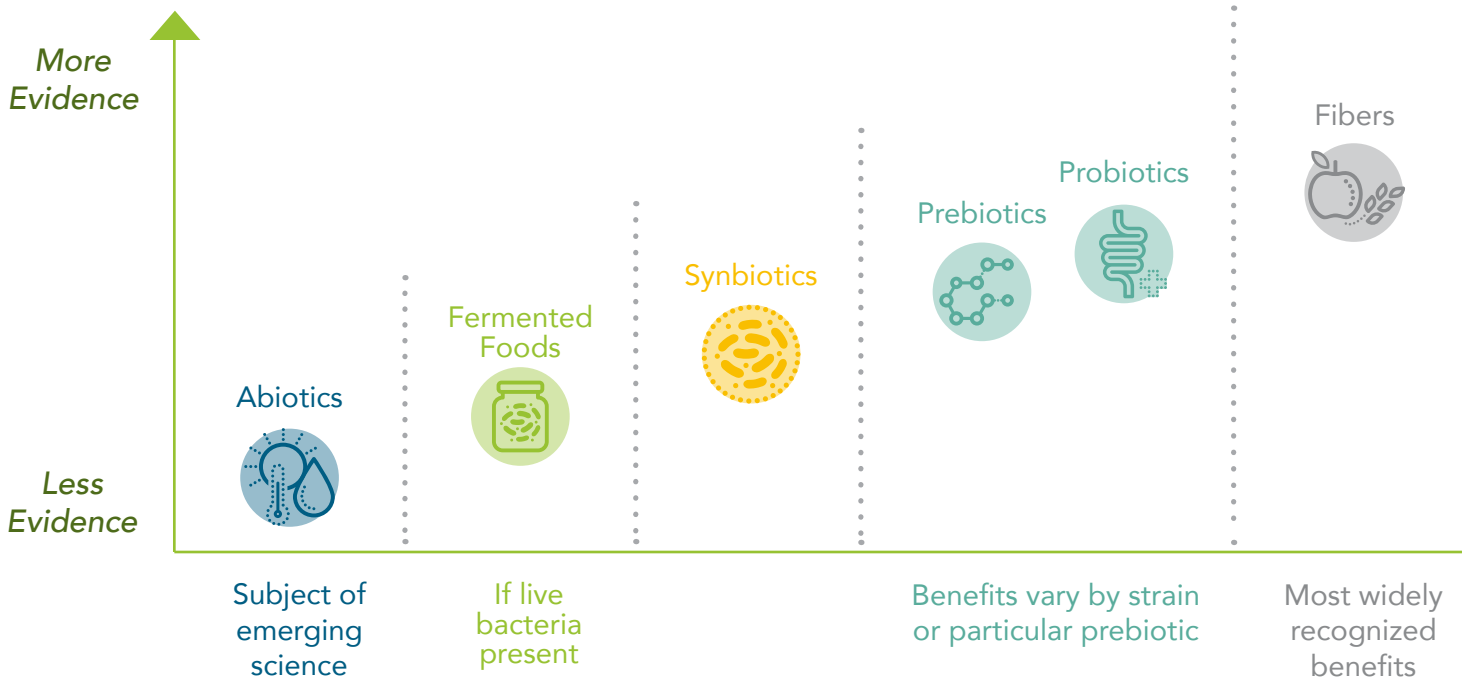 More
Evidence
Fibers
Probiotics
Prebiotics
Synbiotics
Fermented
Foods
Abiotics
Less
Evidence
Subject of
emerging
science
If live
bacteria
present
Benefits vary by strain
or particular prebiotic
Most widely
recognized
benefits